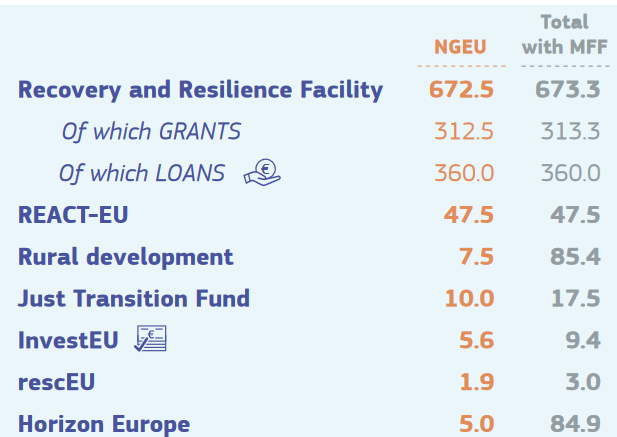 Total
NGEU with MFF
Recovery and Resilience Facility 672.5 673.3
Of which GRANTS 312.5 313.3
Of which LOANS € 360.0 360.0
REACT-EU 47.5 47.5
Rural development 7.5 85.4
Just Transition Fund 10.0 17.5
InvestEU € 5.6 9.4
rescEU 1.9 3.0
Horizon Europe 5.0 84.9